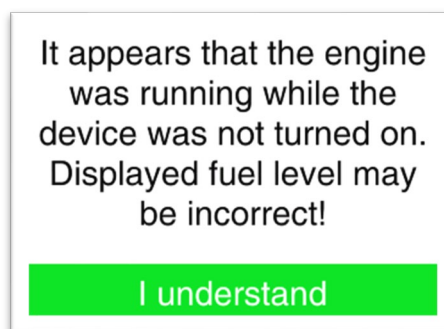 It appears that the engine
was running while the
device was not turned on.
Displayed fuel level may
be incorrect!
I understand